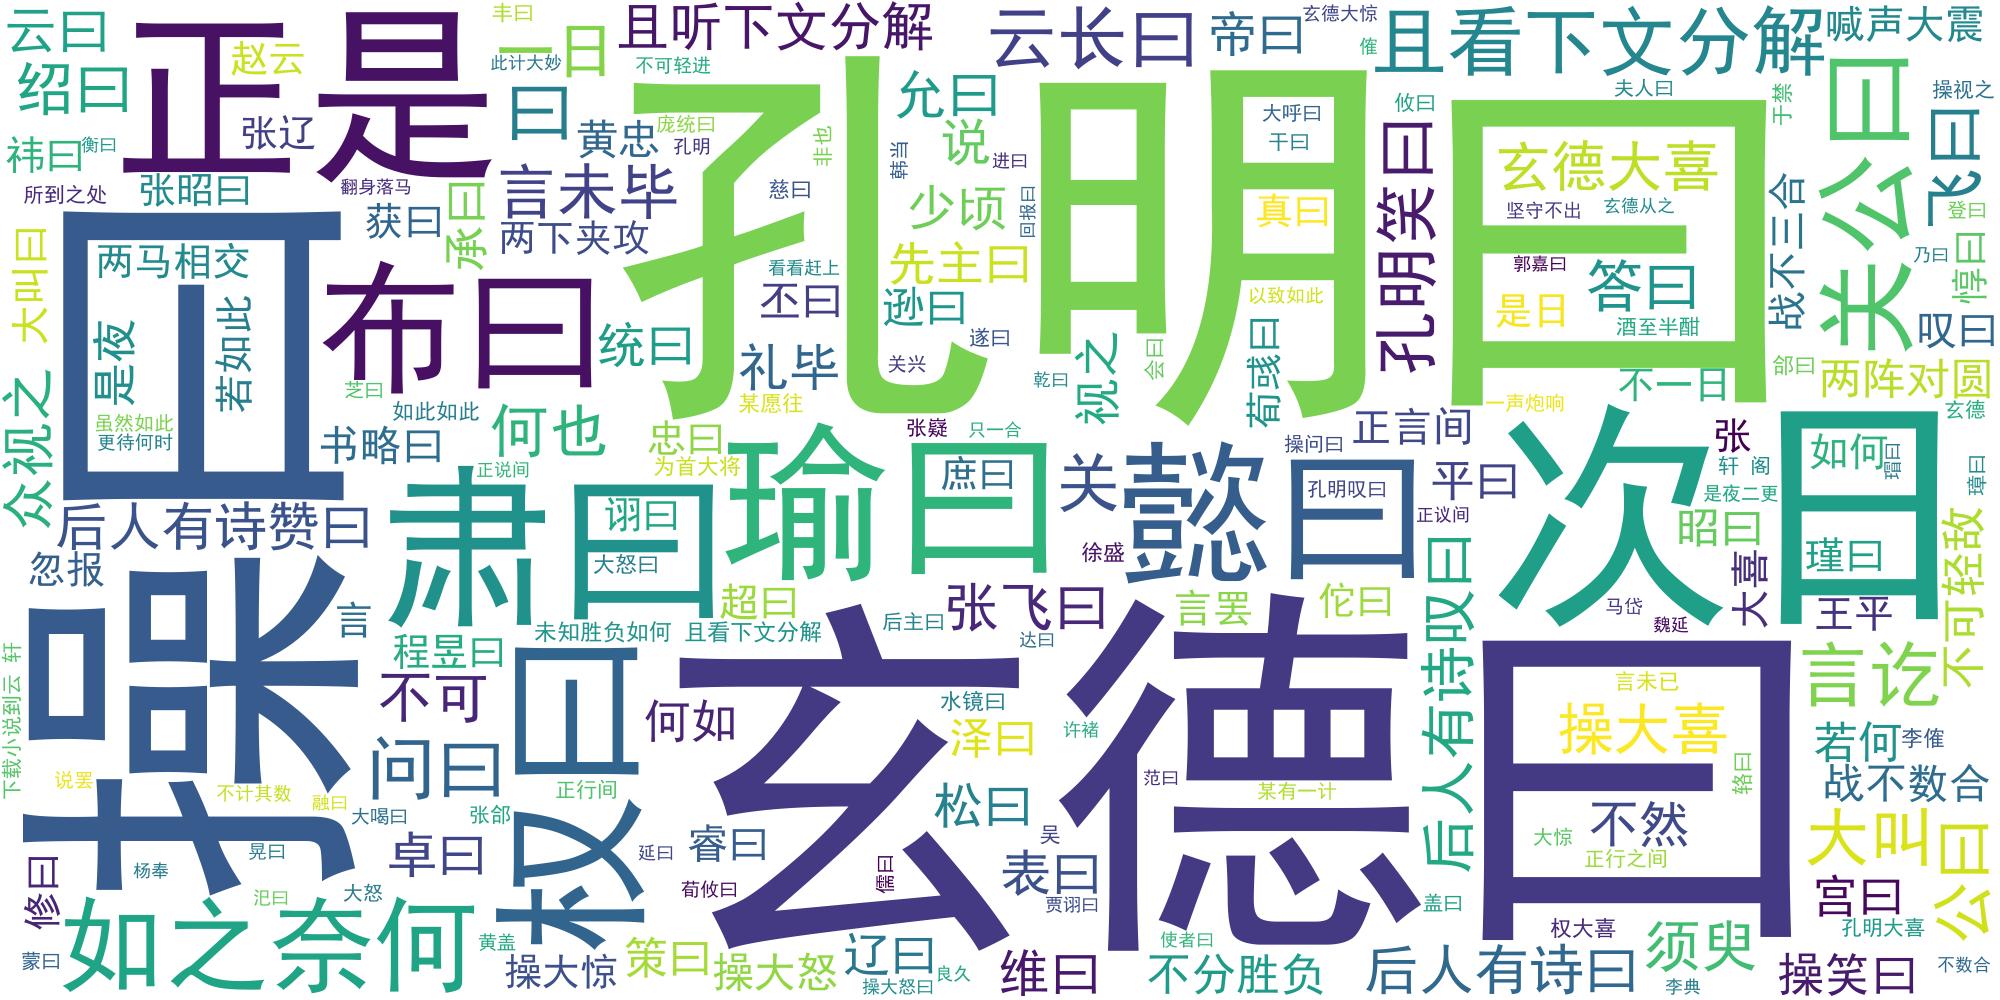 云曰
正是
丰曰
且听下文分解
云长曰
帝曰
玄德大惊
且看下文分解
喊声大震
赵云
一日
此计大妙
不可轻进
傕
绍曰
张辽
曰
孔明曰
允曰
攸曰
夫人曰
于禁
关公曰
操视之
飞曰
祎曰
衡曰
黄忠
庞统曰
孔明
非也
韩当
说
进曰
大呼曰
干曰
孔明笑曰
玄德大喜
所到之处
张昭曰
翻身落马
言未毕
慈曰
少顷
回报曰
真曰
坚守不出
玄德从之
战不三合
登曰
获曰
承曰
两下夹攻
大叫曰
操曰
两马相交
布曰
看看赶上
先主曰
郭嘉曰
答曰
惇曰
乃曰
是夜
若如此
统曰
丕曰
逊曰
以致如此
是日
酒至半酣
叹曰
遂曰
礼毕
关兴
视之
会曰
荀彧曰
郃曰
两阵对圆
众视之
芝曰
某愿往
乾曰
不一日
虽然如此
更待何时
如此如此
书略曰
何也
忠曰
张嶷
只一合
正言间
一声炮响
玄德
次日
张
如何
瑁曰
为首大将
瑜曰
操问曰
正说间
肃曰
庶曰
关
懿曰
平曰
轩 阁
璋曰
后人有诗赞曰
诩曰
孔明叹曰
正议间
是夜二更
昭曰
不可轻敌
忽报
大怒曰
徐盛
后人有诗叹曰
大喜
瑾曰
言
超曰
张飞曰
言罢
佗曰
马岱
王平
程昱曰
未知胜负如何 且看下文分解
后主曰
达曰
魏延
下载小说到云 轩
不可
权曰
玄德曰
言讫
何如
水镜曰
言未已
问曰
泽曰
许褚
操大喜
若何
李傕
说罢
不计其数
融曰
正行间
范曰
某有一计
辂曰
战不数合
大喝曰
张郃
松曰
不然
大叫
公曰
卓曰
延曰
睿曰
吴
大惊
正行之间
杨奉
晃曰
修曰
荀攸曰
儒曰
表曰
宫曰
汜曰
大怒
贾诩曰
盖曰
如之奈何
权大喜
须臾
孔明大喜
蒙曰
黄盖
策曰
辽曰
使者曰
后人有诗曰
操大惊
操大怒
操大怒曰
良久
维曰
不分胜负
李典
操笑曰
不数合